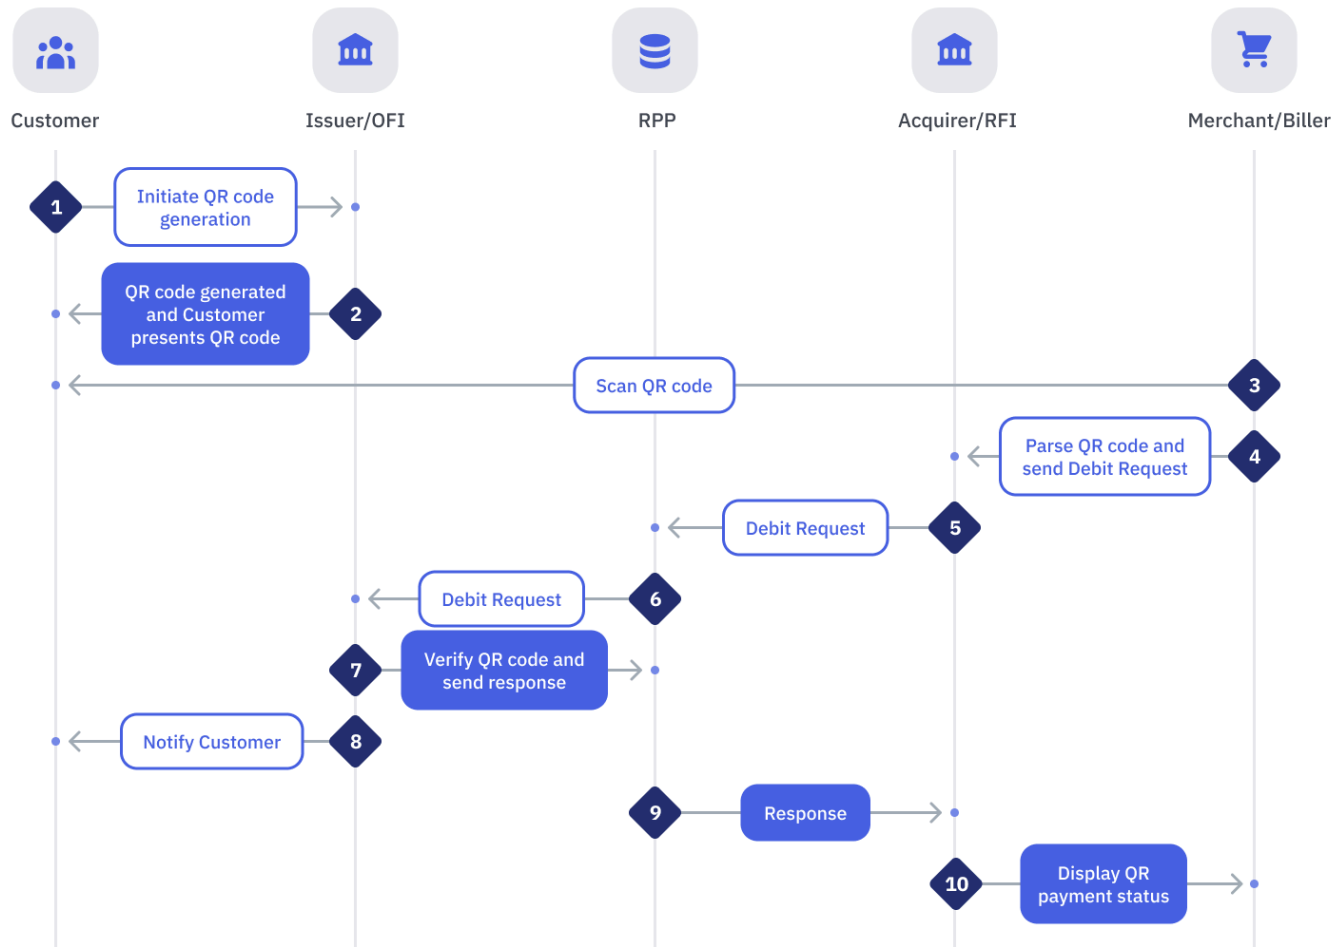 Customer
Issuer/OFI
RPP
Acquirer/RFI
Merchant/Biller
1
Initiate QR code
generation
QR code generated
and Customer
presents QR code
2
Scan QR code
3
Parse QR code and
send Debit Request
4
Debit Request
5
Debit Request
6
7
Verify QR code and
send response
Notify Customer
8
9
Response
10
Display QR
payment status